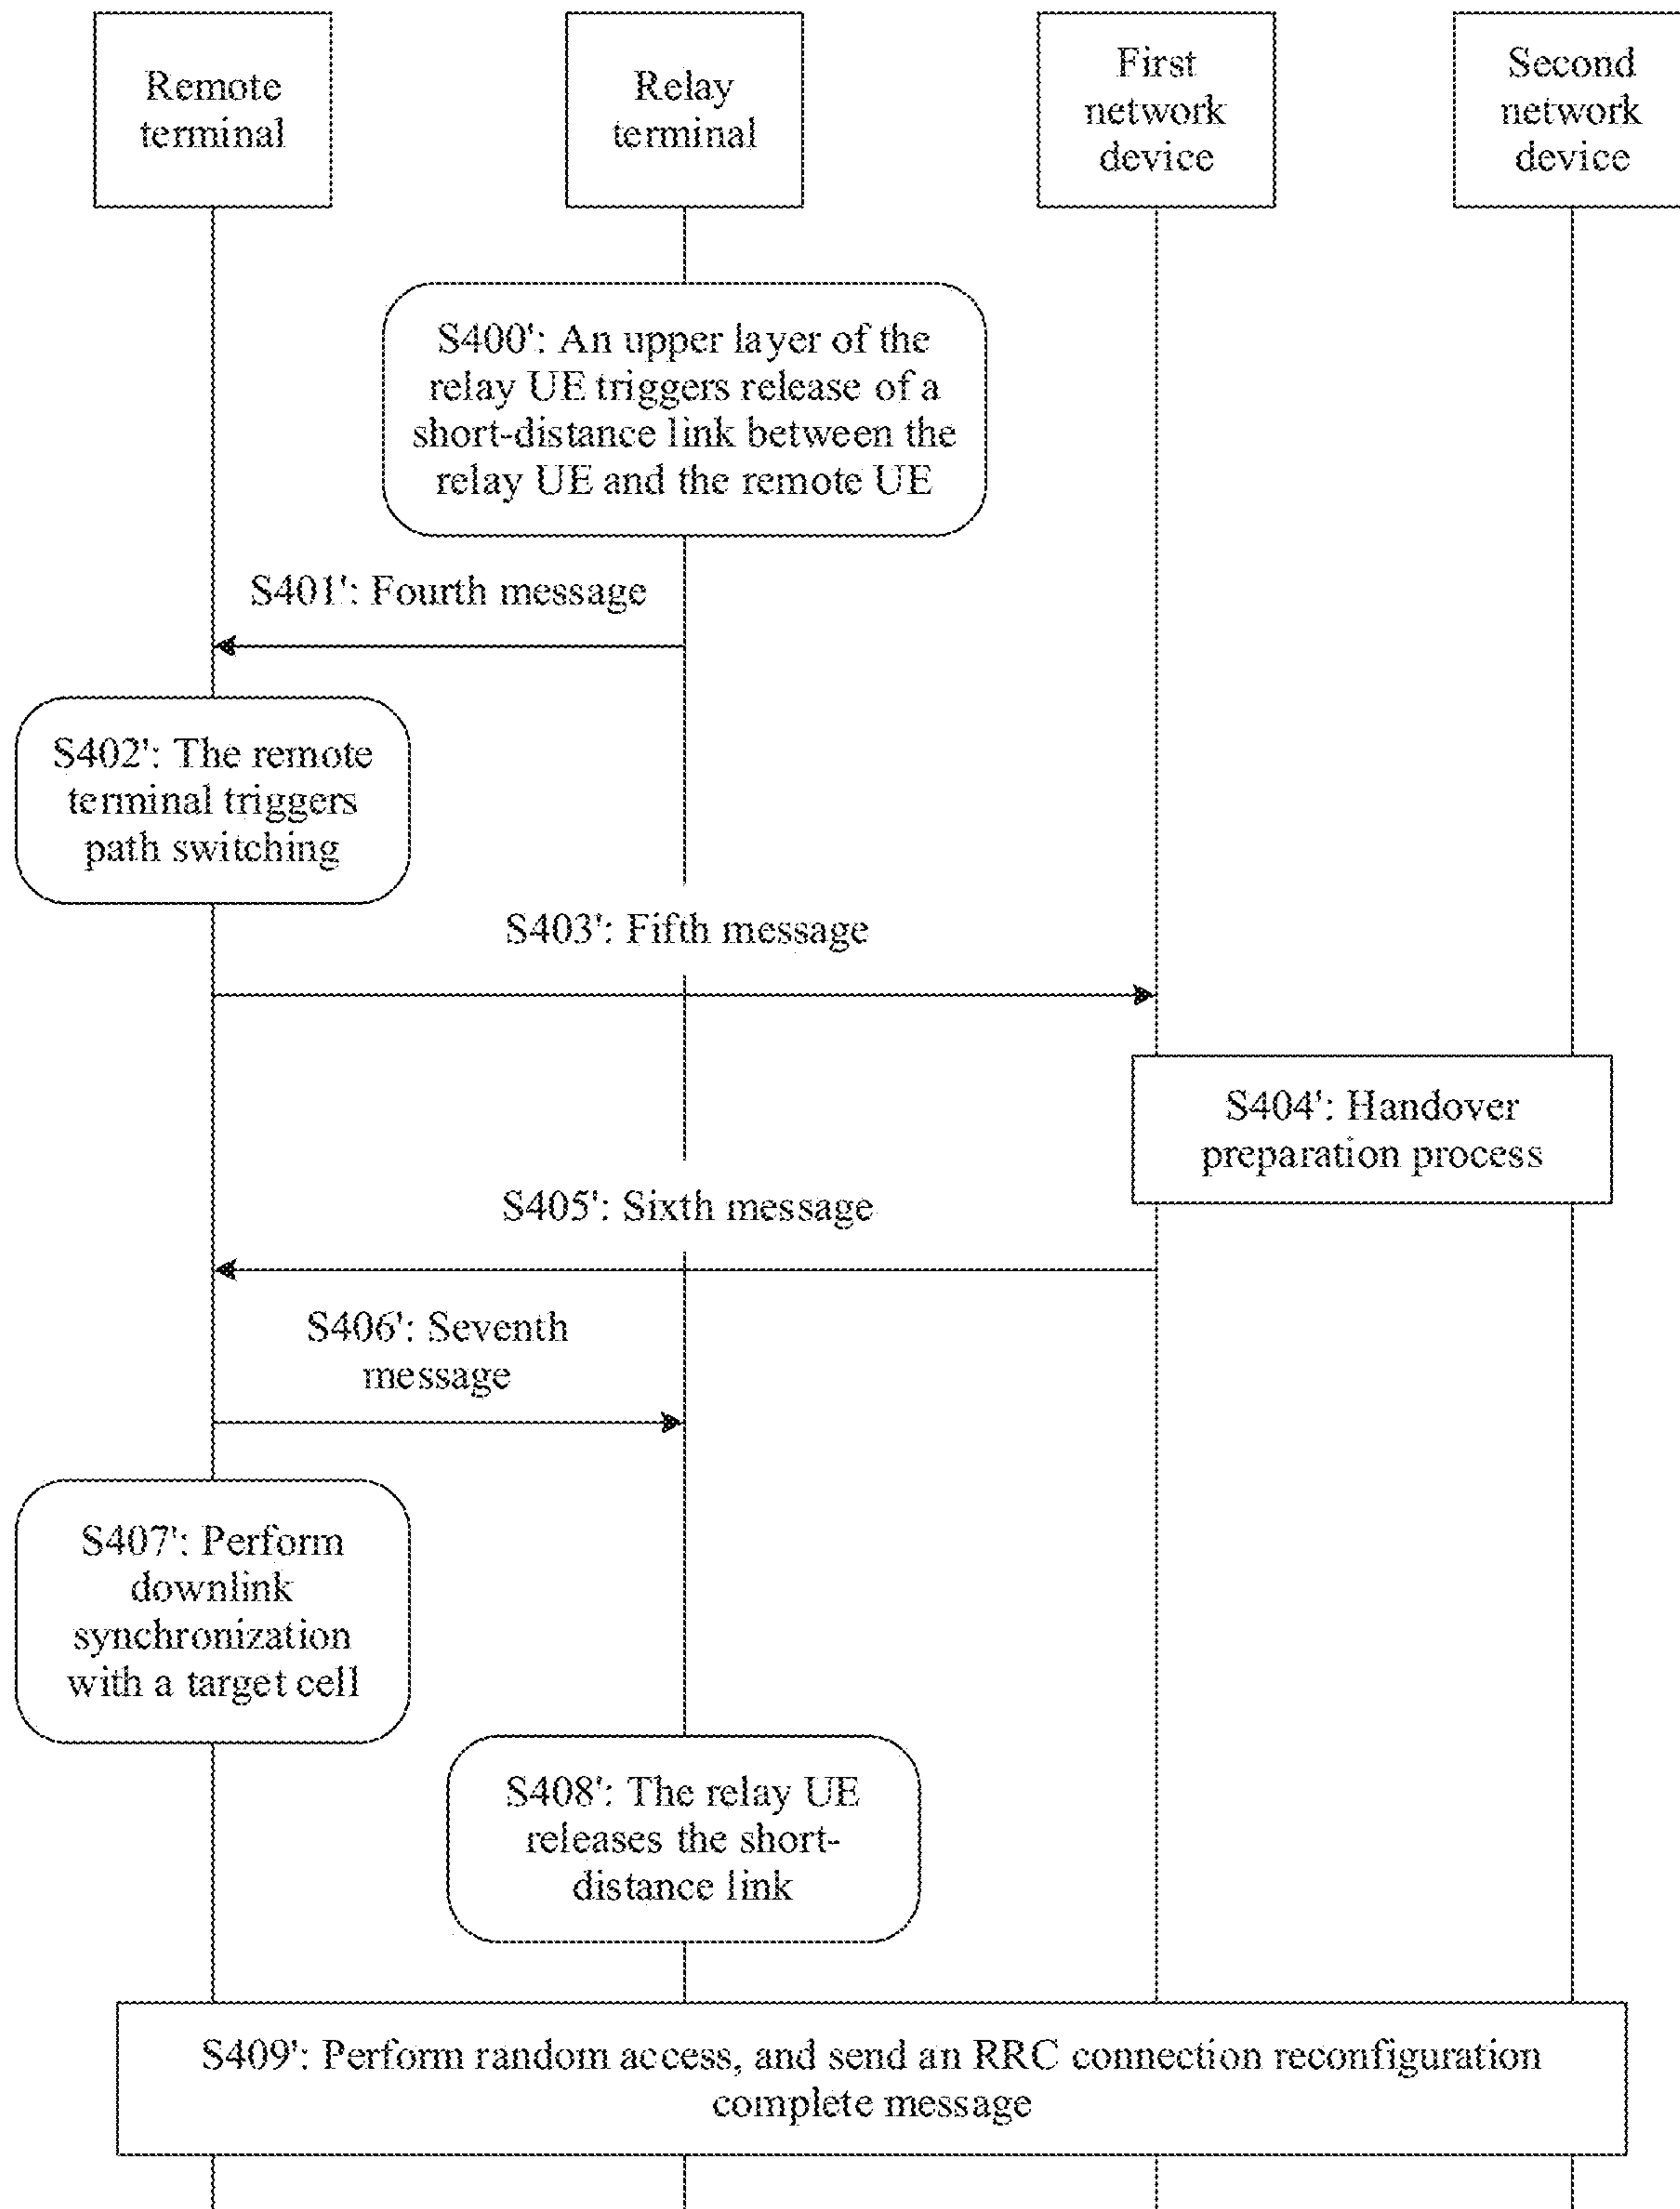 Remote
terminal
Relay
terminal
First
network
device
Second
network
device
S400': An upper layer of the
relay UE triggers release of a
short-distance link between the
relay UE and the remote UE
S401': Fourth message
S402': The remote
terminal triggers
path switching
S403': Fifth message
S404': Handover
preparation process
S405': Sixth message
S406': Seventh
message
S407': Perform
downlink
synchronization
with a target cell
S408': The relay UE
releases the short-
distance link
S409': Perform random access, and send an RRC connection reconfiguration
complete message